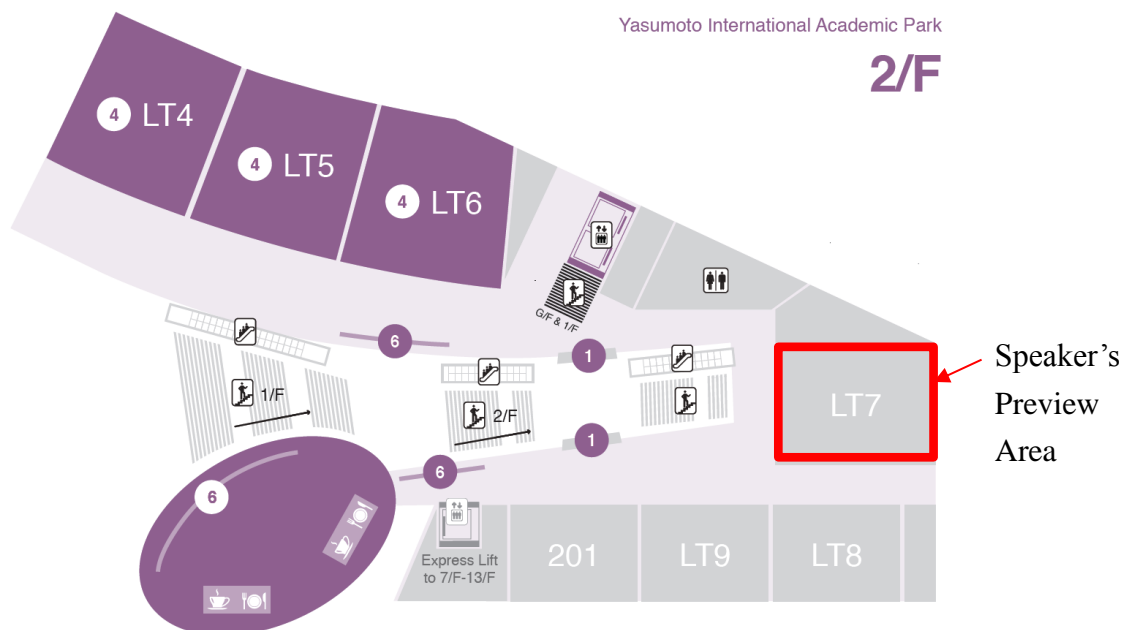 Yasumoto International Academic Park
2/F
4 LT4
4 LT5
4 LT6
G/F & 1/F
6
1
1/F
2/F
1
6
6
LT7
Speaker’s
Preview
Area
Express Lift
to 7/F-13/F
201
LT9
LT8